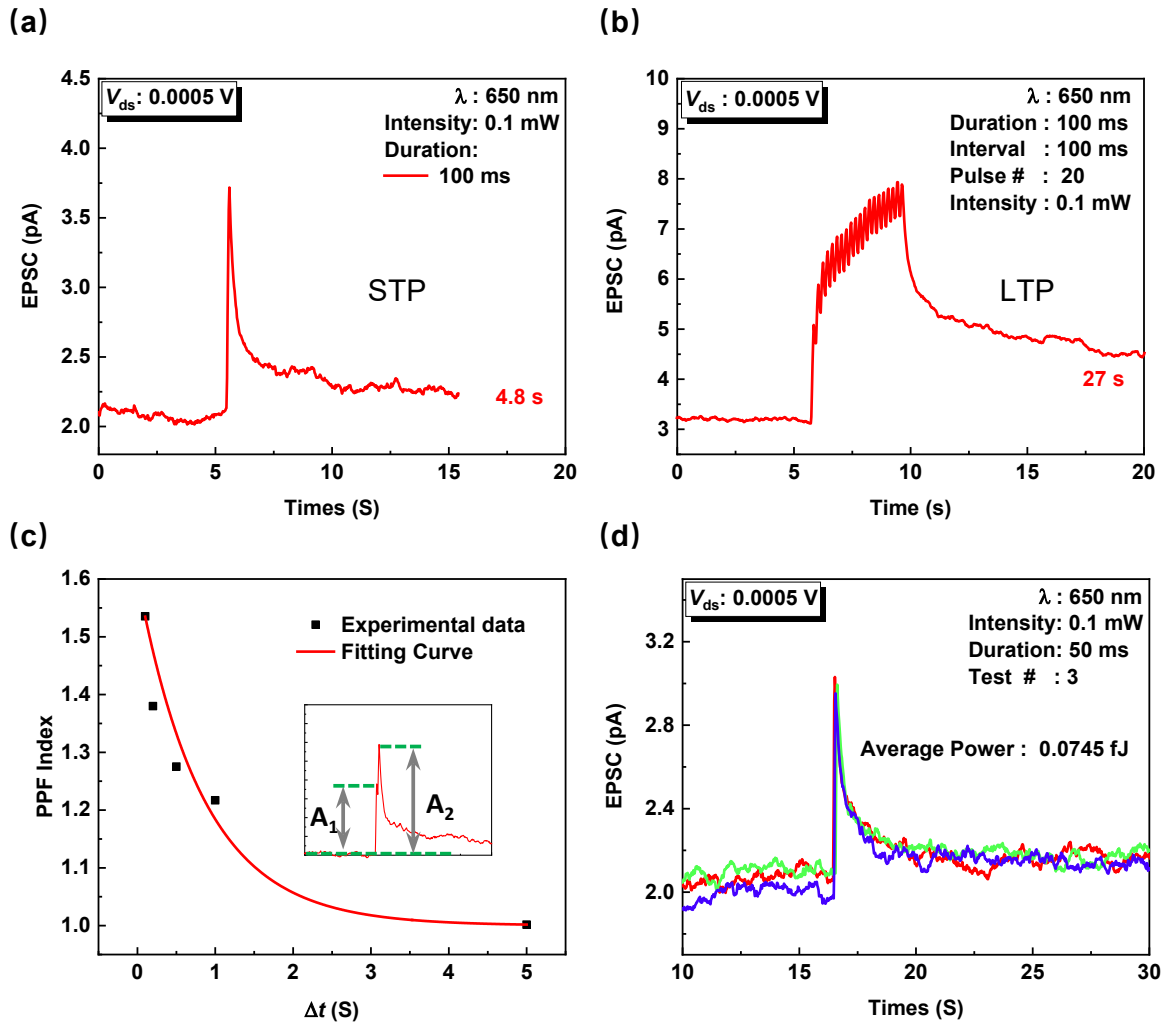 (a)
4.5
4.0
3.5
3.0
2.5
2.0
EPSC (pA)
Vds: 0.0005 V
λ : 650 nm
Intensity: 0.1 mW
Duration:
100 ms
STP
4.8 s
0
5
10
15
20
Times (S)
(b)
10
9
8
7
6
5
4
3
EPSC (pA)
Vds: 0.0005 V
λ : 650 nm
Duration : 100 ms
Interval : 100 ms
Pulse # : 20
Intensity : 0.1 mW
LTP
27 s
0
5
10
15
20
Time (s)
(c)
1.6
1.5
1.4
1.3
1.2
1.1
1.0
PPF Index
Experimental data
Fitting Curve
A1
A2
0
1
2
3
4
5
Δt (S)
(d)
3.2
2.8
2.4
2.0
EPSC (pA)
Vds: 0.0005 V
λ : 650 nm
Intensity: 0.1 mW
Duration: 50 ms
Test # : 3
Average Power : 0.0745 fJ
10
15
20
25
30
Times (S)